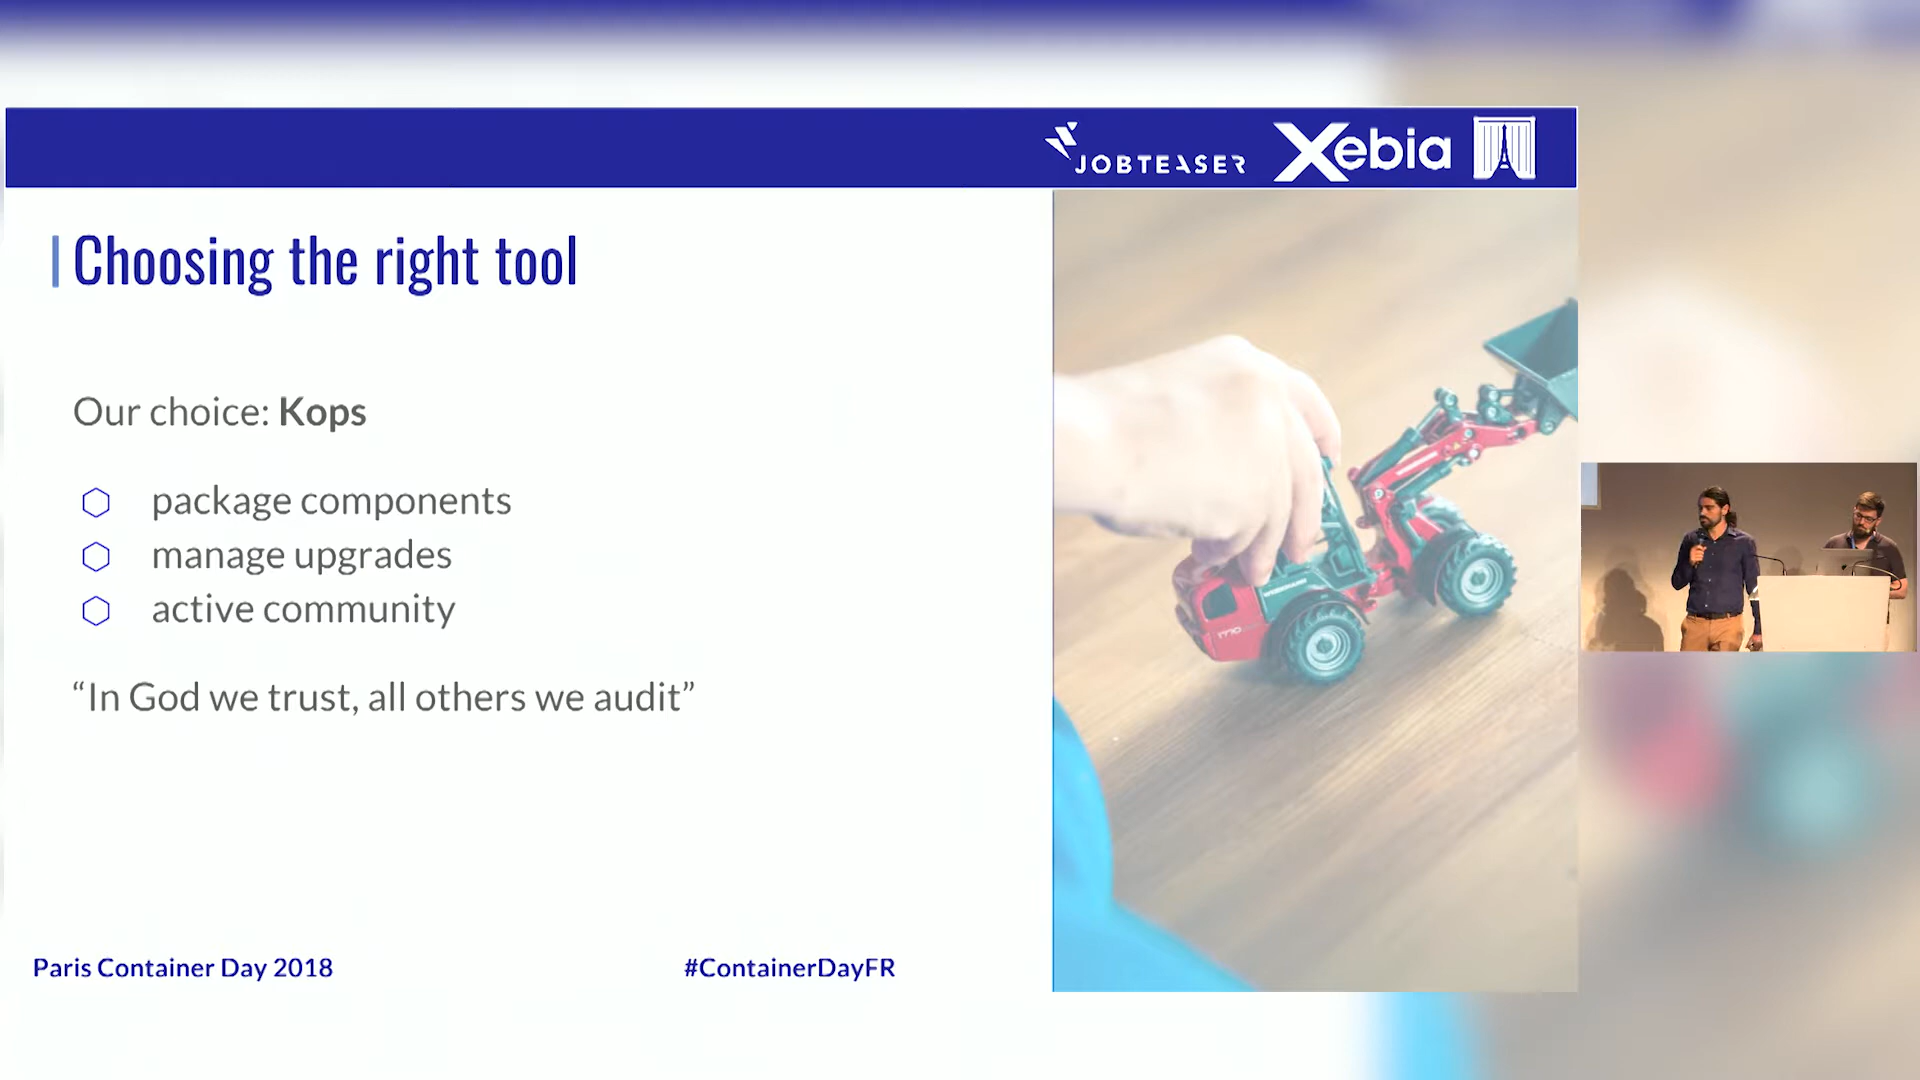 JOBTEASER
Xebia
Choosing the right tool
Our choice: Kops
package components
manage upgrades
active community
“In God we trust, all others we audit”
Paris Container Day 2018
#ContainerDayFR
1770